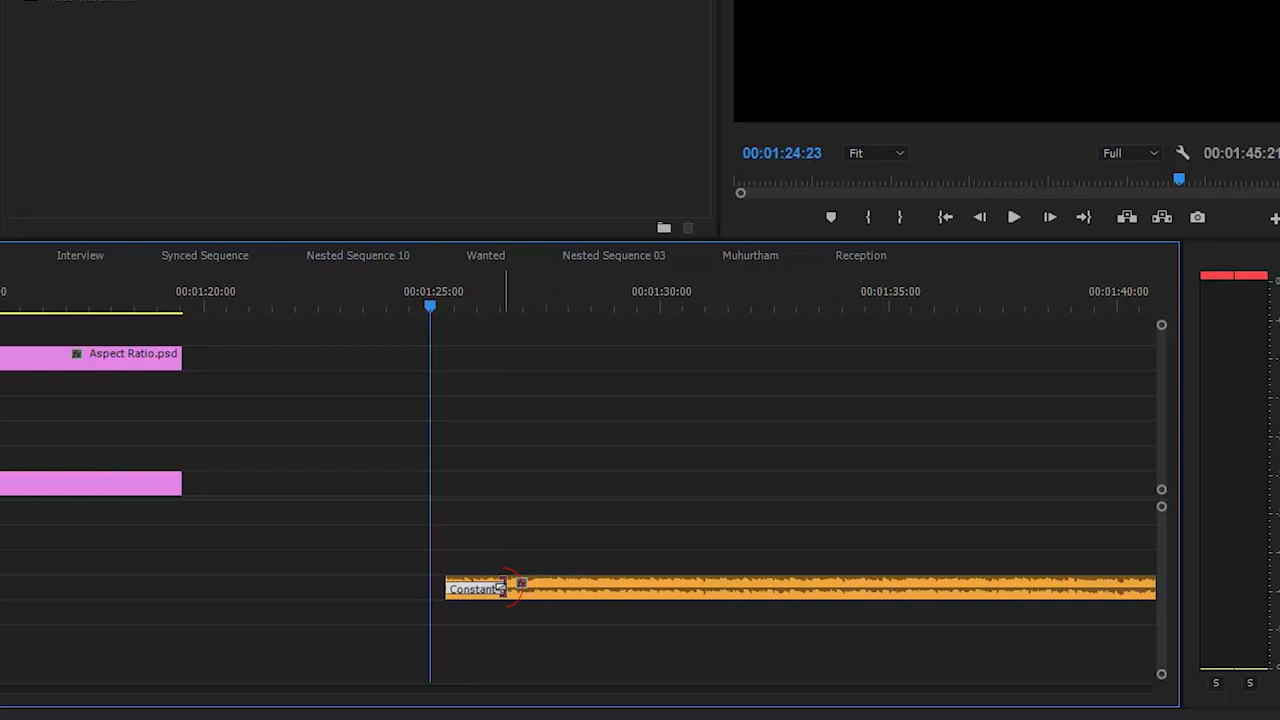 00:01:24:23 Fit Full 00:01:45:21
Interview Synced Sequence Nested Sequence 10 Wanted Nested Sequence 03 Muhurtham Reception
00:01:20:00 00:01:25:00 00:01:30:00 00:01:35:00 00:01:40:00
Aspect Ratio.psd
Constant
S S